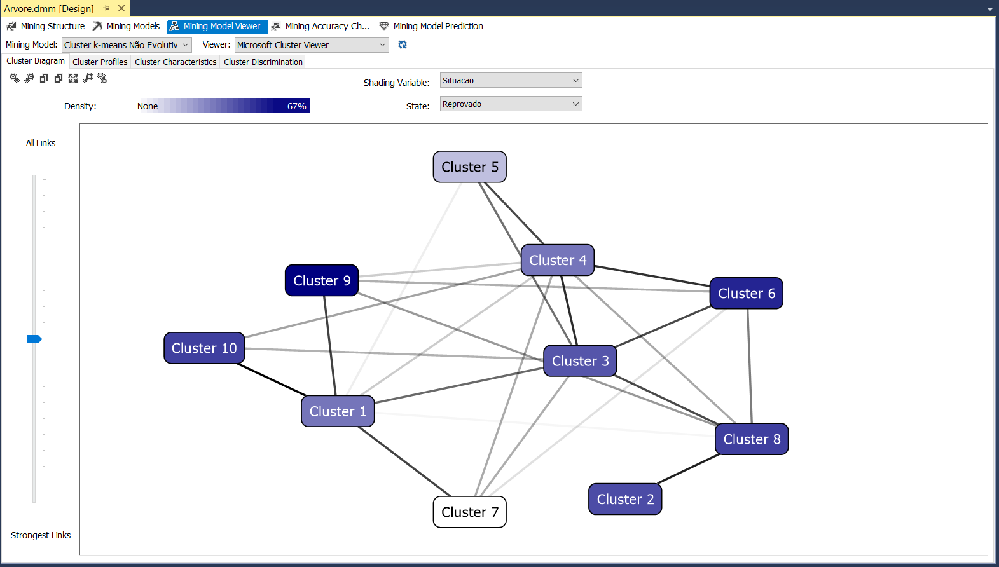 Arvore.dmm [Design]
Mining Structure Mining Models Mining Model Viewer Mining Accuracy Ch... Mining Model Prediction
Mining Model: Cluster k-means Não Evolutiv Viewer: Microsoft Cluster Viewer
Cluster Diagram Cluster Profiles Cluster Characteristics Cluster Discrimination
Shading Variable: Situacao
Density: None 67% State: Reprovado
All Links
Cluster 5
Cluster 4
Cluster 9
Cluster 6
Cluster 10
Cluster 3
Cluster 1
Cluster 8
Cluster 2
Cluster 7
Strongest Links